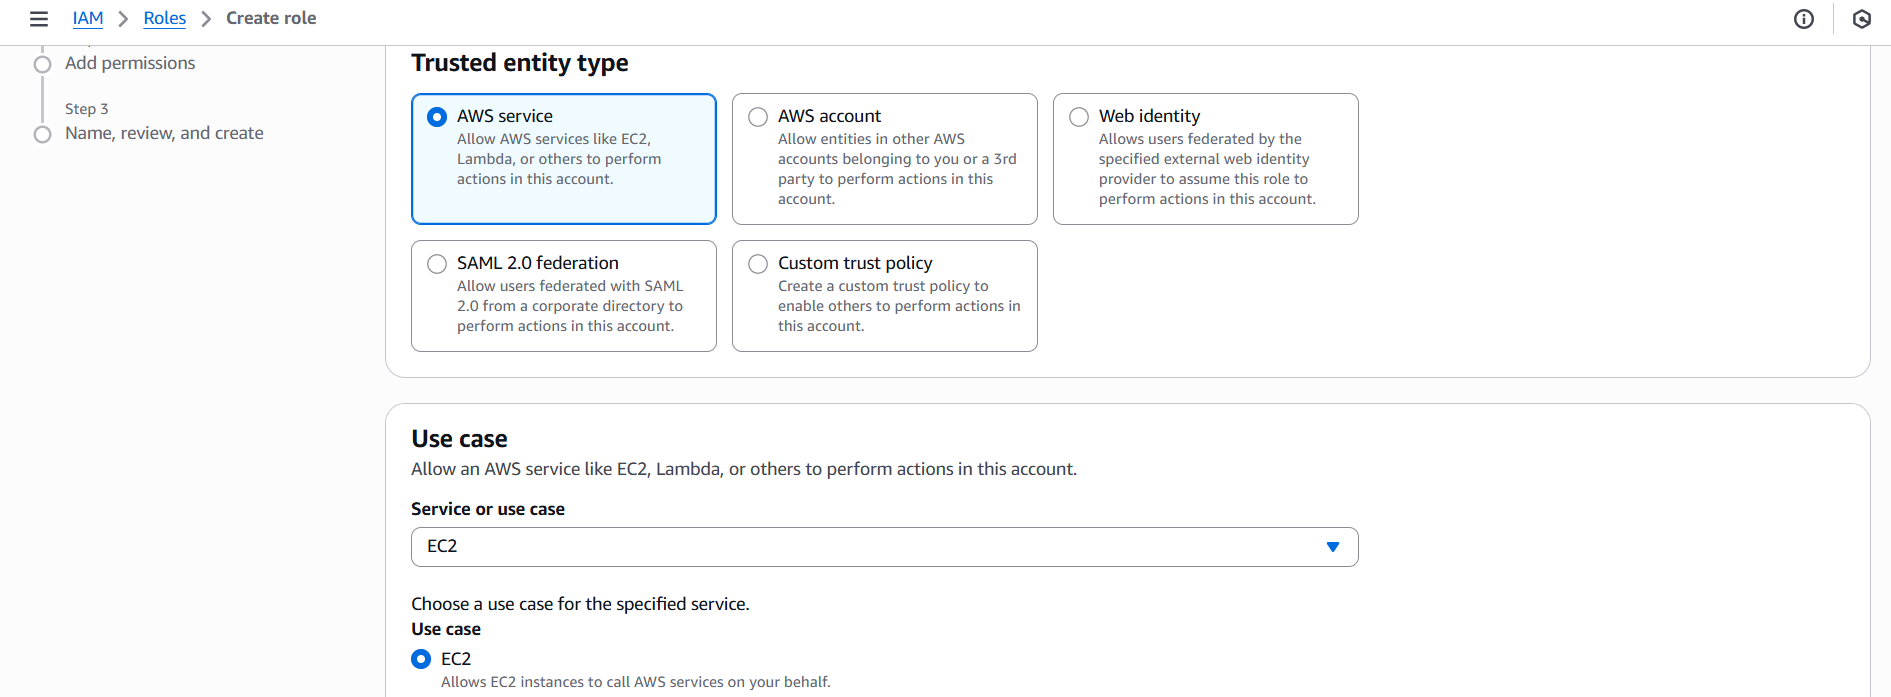 IAM > Roles > Create role
Add permissions
Step 3
Name, review, and create
Trusted entity type
AWS service
Allow AWS services like EC2,
Lambda, or others to perform
actions in this account.
AWS account
Allow entities in other AWS
accounts belonging to you or a 3rd
party to perform actions in this
account.
Web identity
Allows users federated by the
specified external web identity
provider to assume this role to
perform actions in this account.
SAML 2.0 federation
Allow users federated with SAML
2.0 from a corporate directory to
perform actions in this account.
Custom trust policy
Create a custom trust policy to
enable others to perform actions in
this account.
Use case
Allow an AWS service like EC2, Lambda, or others to perform actions in this account.
Service or use case
EC2
Choose a use case for the specified service.
Use case
EC2
Allows EC2 instances to call AWS services on your behalf.